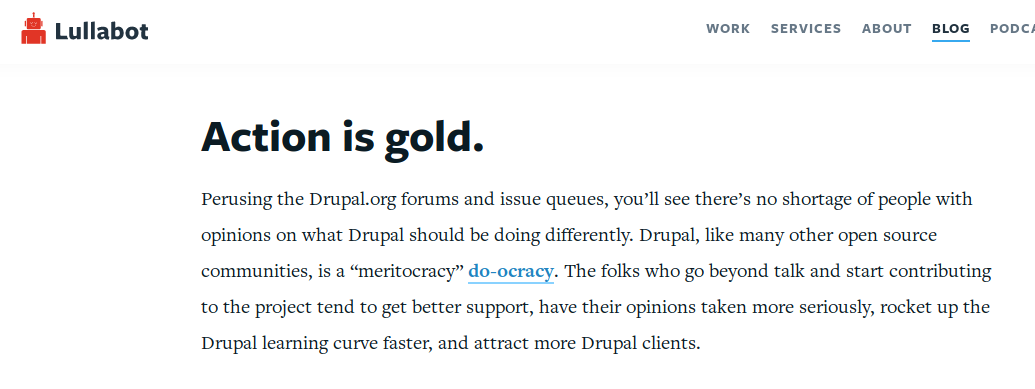 Lullabot
WORK SERVICES ABOUT BLOG
Action is gold.
Perusing the Drupal.org forums and issue queues, you’ll see there’s no shortage of people with
opinions on what Drupal should be doing differently. Drupal, like many other open source
communities, is a “meritocracy” do-ocracy. The folks who go beyond talk and start contributing
to the project tend to get better support, have their opinions taken more seriously, rocket up the
Drupal learning curve faster, and attract more Drupal clients.